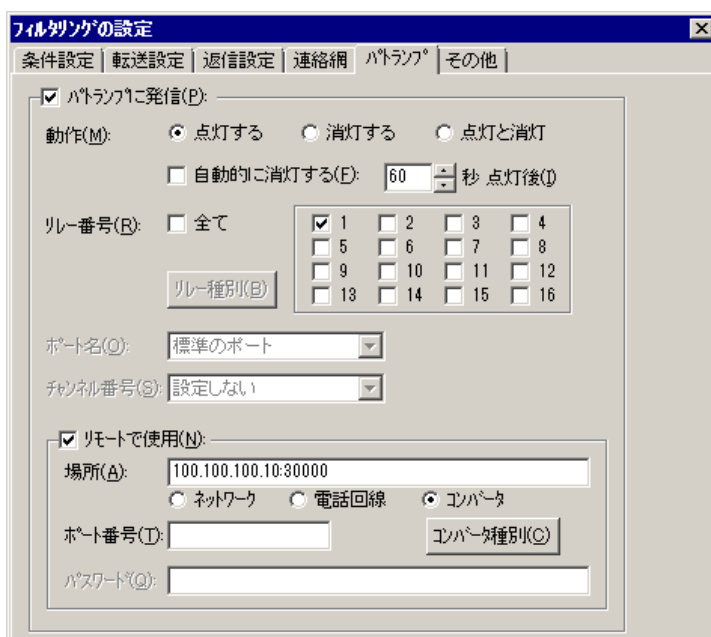 フィルタリングの設定
条件設定 転送設定 返信設定 連絡網 パトランプ その他
パトランプに発信(P):
動作(M): 点灯する 消灯する 点灯と消灯
自動的に消灯する(F): 60 秒 点灯後(I)
リレー番号(R): 全て 1 2 3 4
5 6 7 8
9 10 11 12
リレー種別(B)
13 14 15 16
ポート名(O): 標準のポート
チャンネル番号(S): 設定しない
リモートで使用(N):
場所(A): 100.100.100.10:30000
ネットワーク 電話回線 コンバータ
ポート番号(T): コンバータ種別(C)
パスワード(Q):